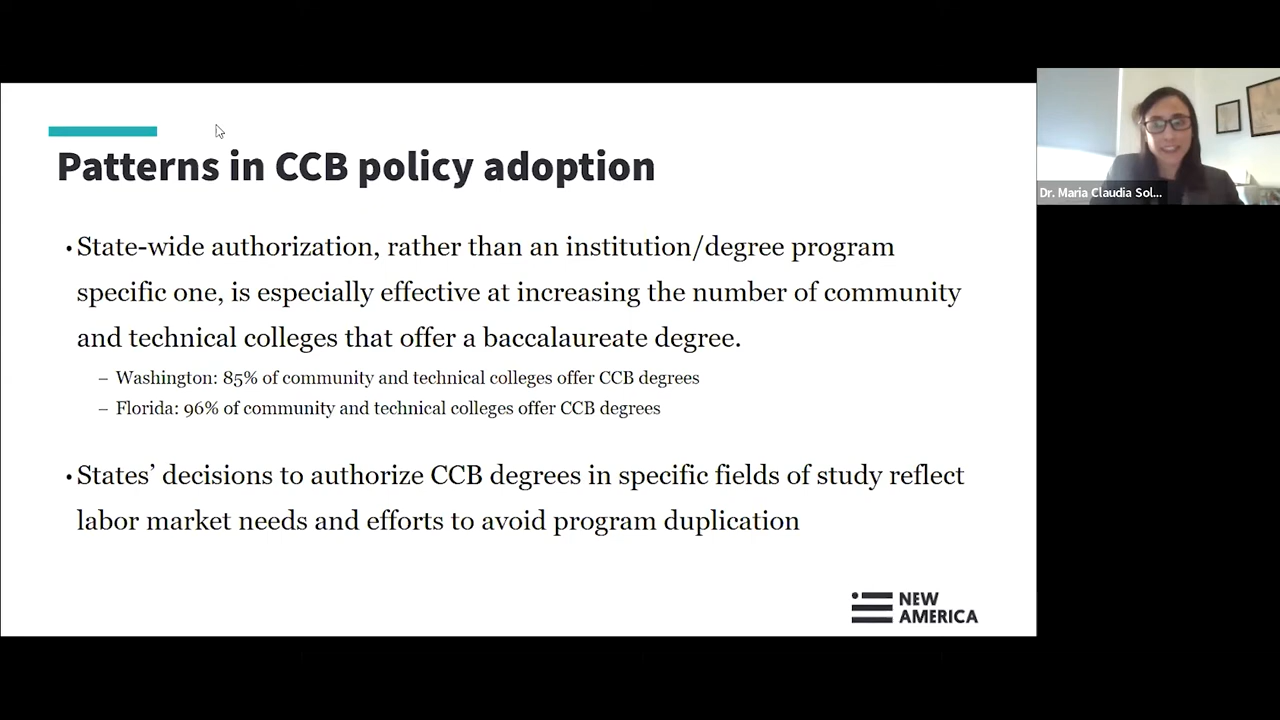 Patterns in CCB policy adoption
• State-wide authorization, rather than an institution/degree program
specific one, is especially effective at increasing the number of community
and technical colleges that offer a baccalaureate degree.
– Washington: 85% of community and technical colleges offer CCB degrees
– Florida: 96% of community and technical colleges offer CCB degrees
• States’ decisions to authorize CCB degrees in specific fields of study reflect
labor market needs and efforts to avoid program duplication
NEW
AMERICA
Dr. Maria Claudia Sol...